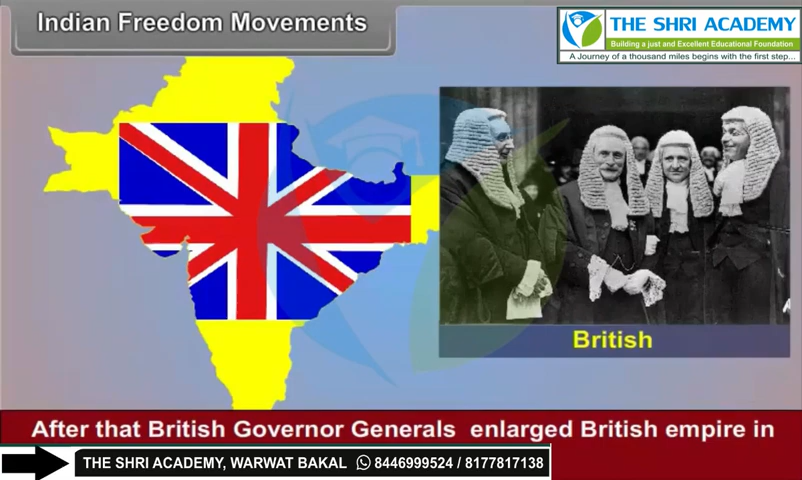 Indian Freedom Movements
THE SHRI ACADEMY
Building a just and Excellent Educational Foundation
A Journey of a thousand miles begins with the first step...
British
After that British Governor Generals enlarged British empire in
THE SHRI ACADEMY, WARWAT BAKAL 8446999524 / 8177817138